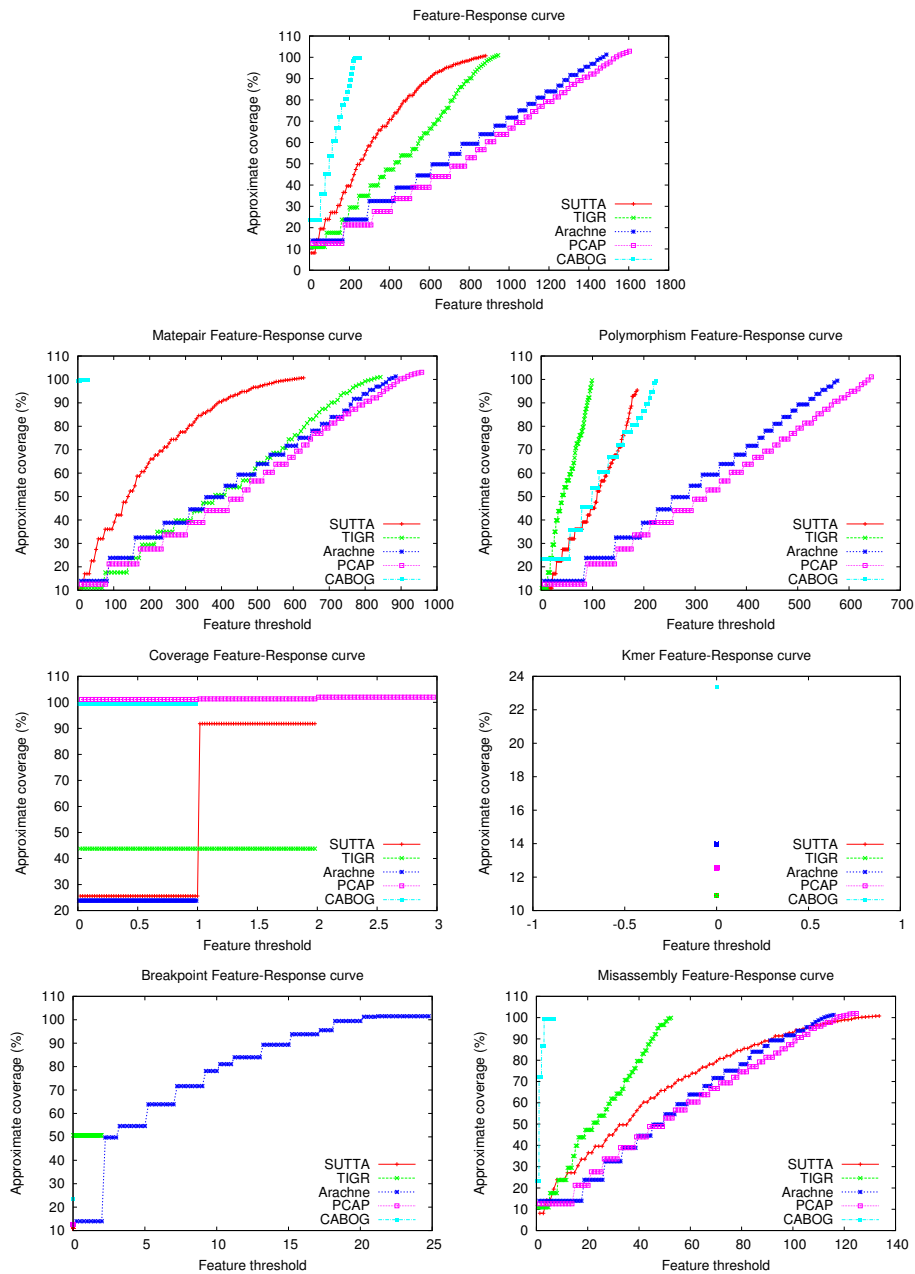 Feature-Response curve
Approximate coverage (%)
110
100
90
80
70
60
50
40
30
20
10
0
SUTTA
TIGR
Arachne
PCAP
CABOG
0 200 400 600 800 1000 1200 1400 1600 1800
Feature threshold
Matepair Feature-Response curve
Approximate coverage (%)
110
100
90
80
70
60
50
40
30
20
10
SUTTA
TIGR
Arachne
PCAP
CABOG
0 100 200 300 400 500 600 700 800 900 1000
Feature threshold
Polymorphism Feature-Response curve
Approximate coverage (%)
110
100
90
80
70
60
50
40
30
20
10
SUTTA
TIGR
Arachne
PCAP
CABOG
0 100 200 300 400 500 600 700
Feature threshold
Coverage Feature-Response curve
Approximate coverage (%)
110
100
90
80
70
60
50
40
30
20
SUTTA
TIGR
Arachne
PCAP
CABOG
0 0.5 1 1.5 2 2.5 3
Feature threshold
Kmer Feature-Response curve
Approximate coverage (%)
24
22
20
18
16
14
12
10
SUTTA
TIGR
Arachne
PCAP
CABOG
-1 -0.5 0 0.5 1
Feature threshold
Breakpoint Feature-Response curve
Approximate coverage (%)
110
100
90
80
70
60
50
40
30
20
10
SUTTA
TIGR
Arachne
PCAP
CABOG
0 5 10 15 20 25
Feature threshold
Misassembly Feature-Response curve
Approximate coverage (%)
110
100
90
80
70
60
50
40
30
20
10
0
SUTTA
TIGR
Arachne
PCAP
CABOG
0 20 40 60 80 100 120 140
Feature threshold